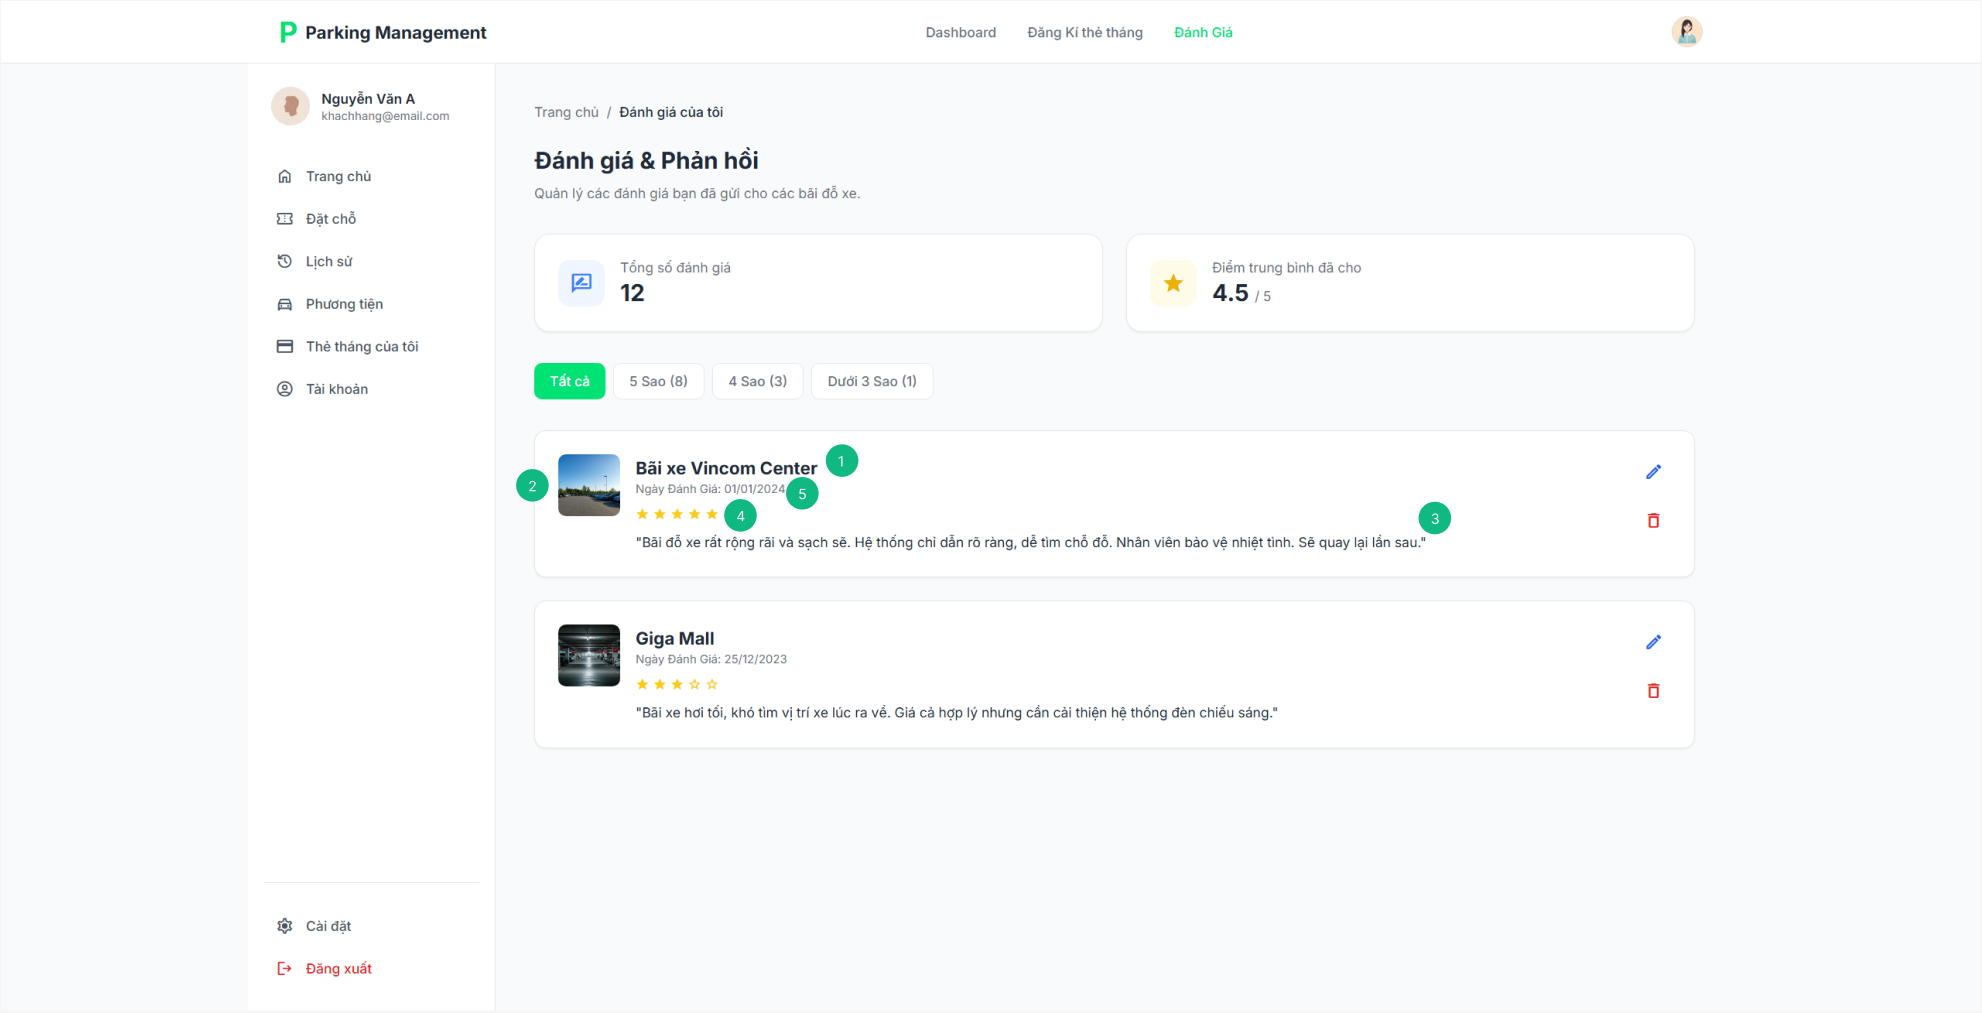 P Parking Management
Dashboard
Đăng Kí thẻ tháng
Đánh Giá
Nguyễn Văn A
khachhang@email.com
Trang chủ
Đặt chỗ
Lịch sử
Phương tiện
Thẻ tháng của tôi
Tài khoản
Cài đặt
Đăng xuất
Trang chủ / Đánh giá của tôi
Đánh giá & Phản hồi
Quản lý các đánh giá bạn đã gửi cho các bãi đỗ xe.
Tổng số đánh giá
12
Điểm trung bình đã cho
4.5 / 5
Tất cả
5 Sao (8)
4 Sao (3)
Dưới 3 Sao (1)
Bãi xe Vincom Center
1
2
Ngày Đánh Giá: 01/01/2024
5
4
3
"Bãi đỗ xe rất rộng rãi và sạch sẽ. Hệ thống chỉ dẫn rõ ràng, dễ tìm chỗ đỗ. Nhân viên bảo vệ nhiệt tình. Sẽ quay lại lần sau."
Giga Mall
Ngày Đánh Giá: 25/12/2023
"Bãi xe hơi tối, khó tìm vị trí xe lúc ra về. Giá cả hợp lý nhưng cần cải thiện hệ thống đèn chiếu sáng."